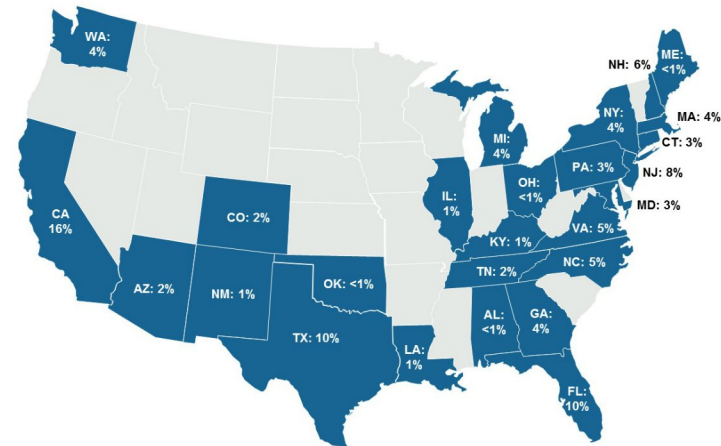 WA:
4%
ME:
<1%
NH: 6%
MA: 4%
NY:
4%
MI:
4%
CT: 3%
PA: 3%
NJ: 8%
OH:
<1%
IL:
1%
MD: 3%
CA
16%
CO: 2%
VA: 5%
KY: 1%
NC: 5%
TN: 2%
AZ: 2%
NM: 1%
OK: <1%
AL:
<1%
GA:
4%
TX: 10%
LA:
1%
FL:
10%